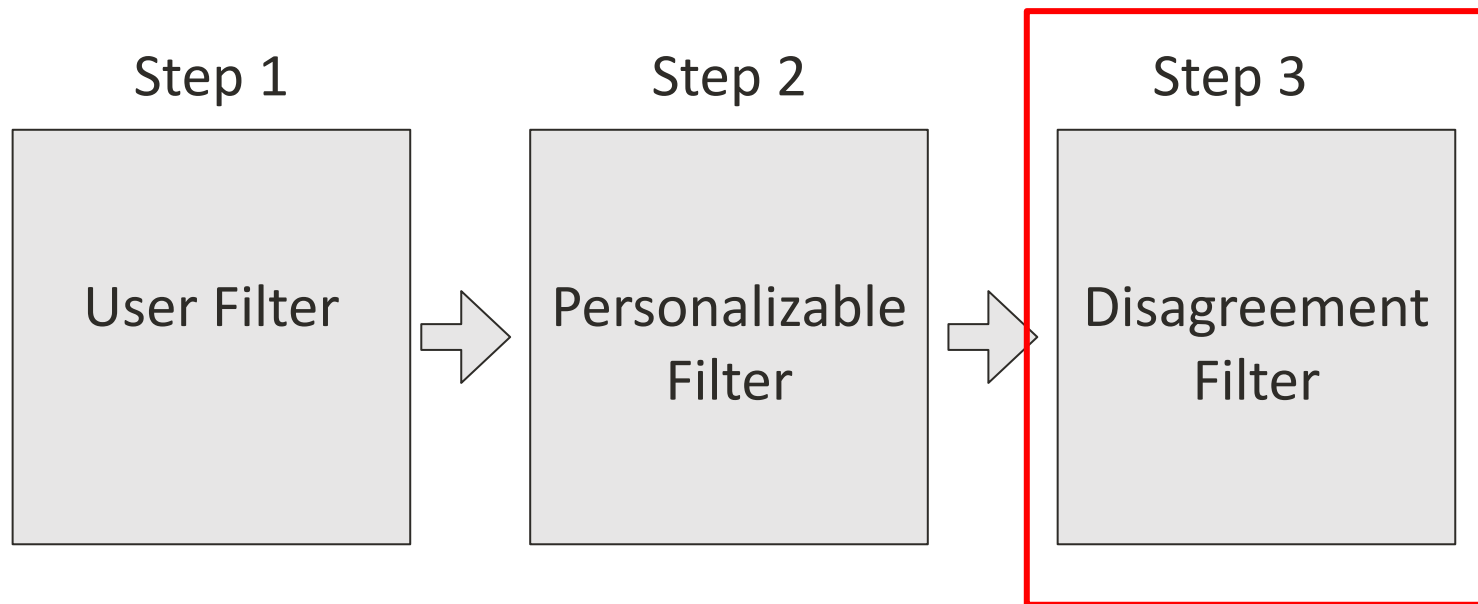 Step 1
Step 2
Step 3
User Filter
Personalizable
Filter
Disagreement
Filter